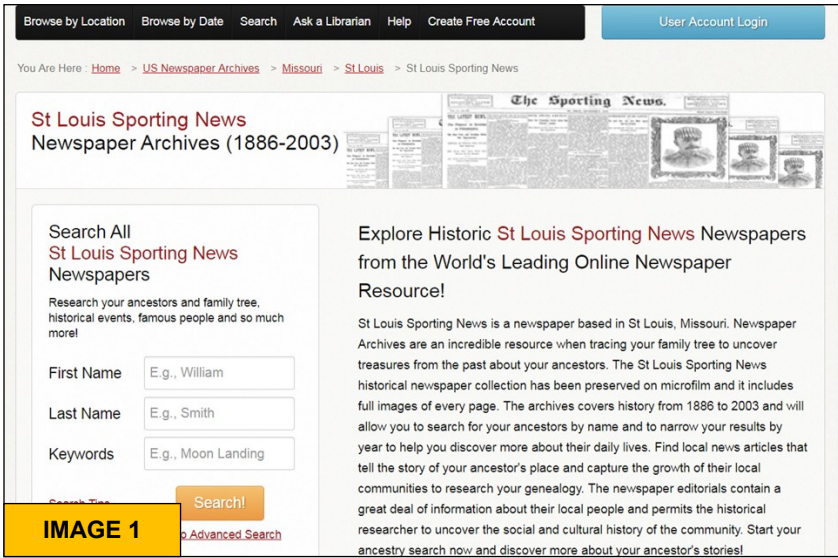 Browse by Location Browse by Date Search Ask a Librarian Help Create Free Account User Account Login
You Are Here : Home > US Newspaper Archives > Missouri > St Louis > St Louis Sporting News
St Louis Sporting News
Newspaper Archives (1886-2003)
The Sporting News.
Search All
St Louis Sporting News
Newspapers
Research your ancestors and family tree,
historical events, famous people and so much
more!
First Name E.g., William
Last Name E.g., Smith
Keywords E.g., Moon Landing
Search!
Advanced Search
IMAGE 1
Explore Historic St Louis Sporting News Newspapers
from the World's Leading Online Newspaper
Resource!
St Louis Sporting News is a newspaper based in St Louis, Missouri. Newspaper
Archives are an incredible resource when tracing your family tree to uncover
treasures from the past about your ancestors. The St Louis Sporting News
historical newspaper collection has been preserved on microfilm and it includes
full images of every page. The archives covers history from 1886 to 2003 and will
allow you to search for your ancestors by name and to narrow your results by
year to help you discover more about their daily lives. Find local news articles that
tell the story of your ancestor's place and capture the growth of their local
communities to research your genealogy. The newspaper editorials contain a
great deal of information about their local people and permits the historical
researcher to uncover the social and cultural history of the community. Start your
ancestry search now and discover more about your ancestor's stories!